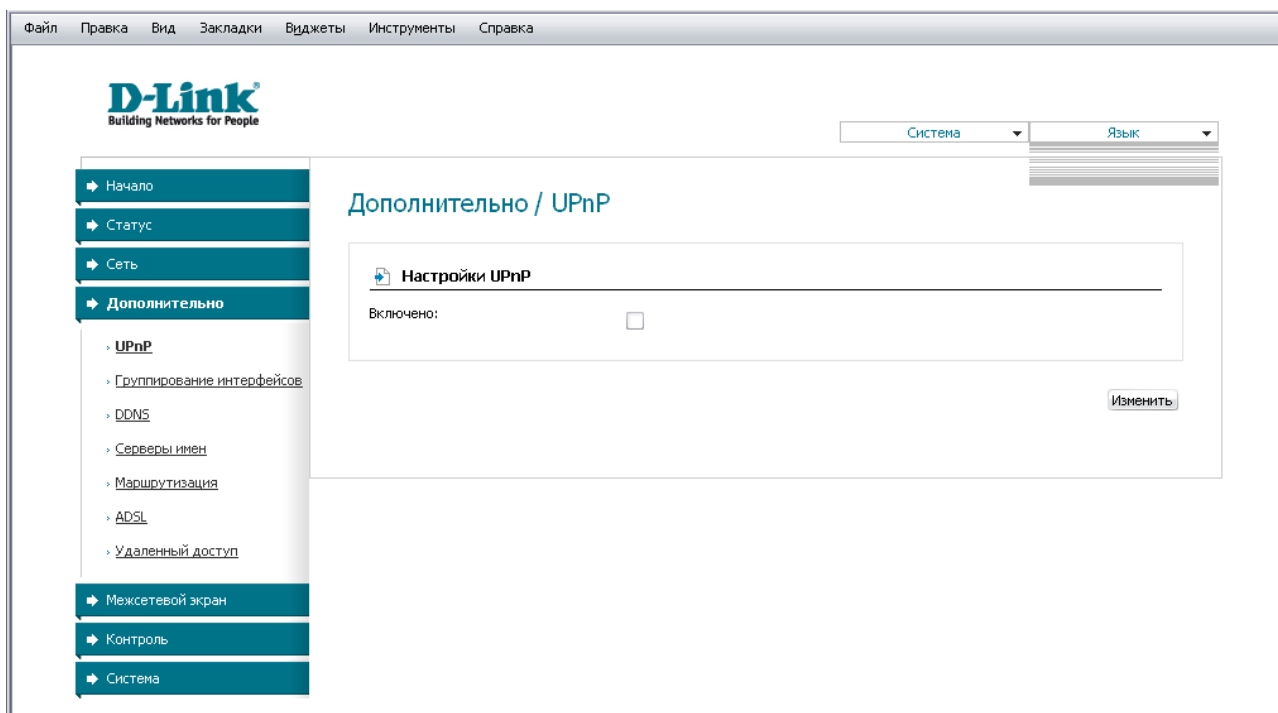 Файл Правка Вид Закладки Виджеты Инструменты Справка
D-Link®
Building Networks for People
Система Язык
Начало
Статус
Сеть
Дополнительно
UPnP
Группирование интерфейсов
DDNS
Серверы имен
Маршрутизация
ADSL
Удаленный доступ
Межсетевой экран
Контроль
Система
Дополнительно / UPnP
Настройки UPnP
Включено:
Изменить